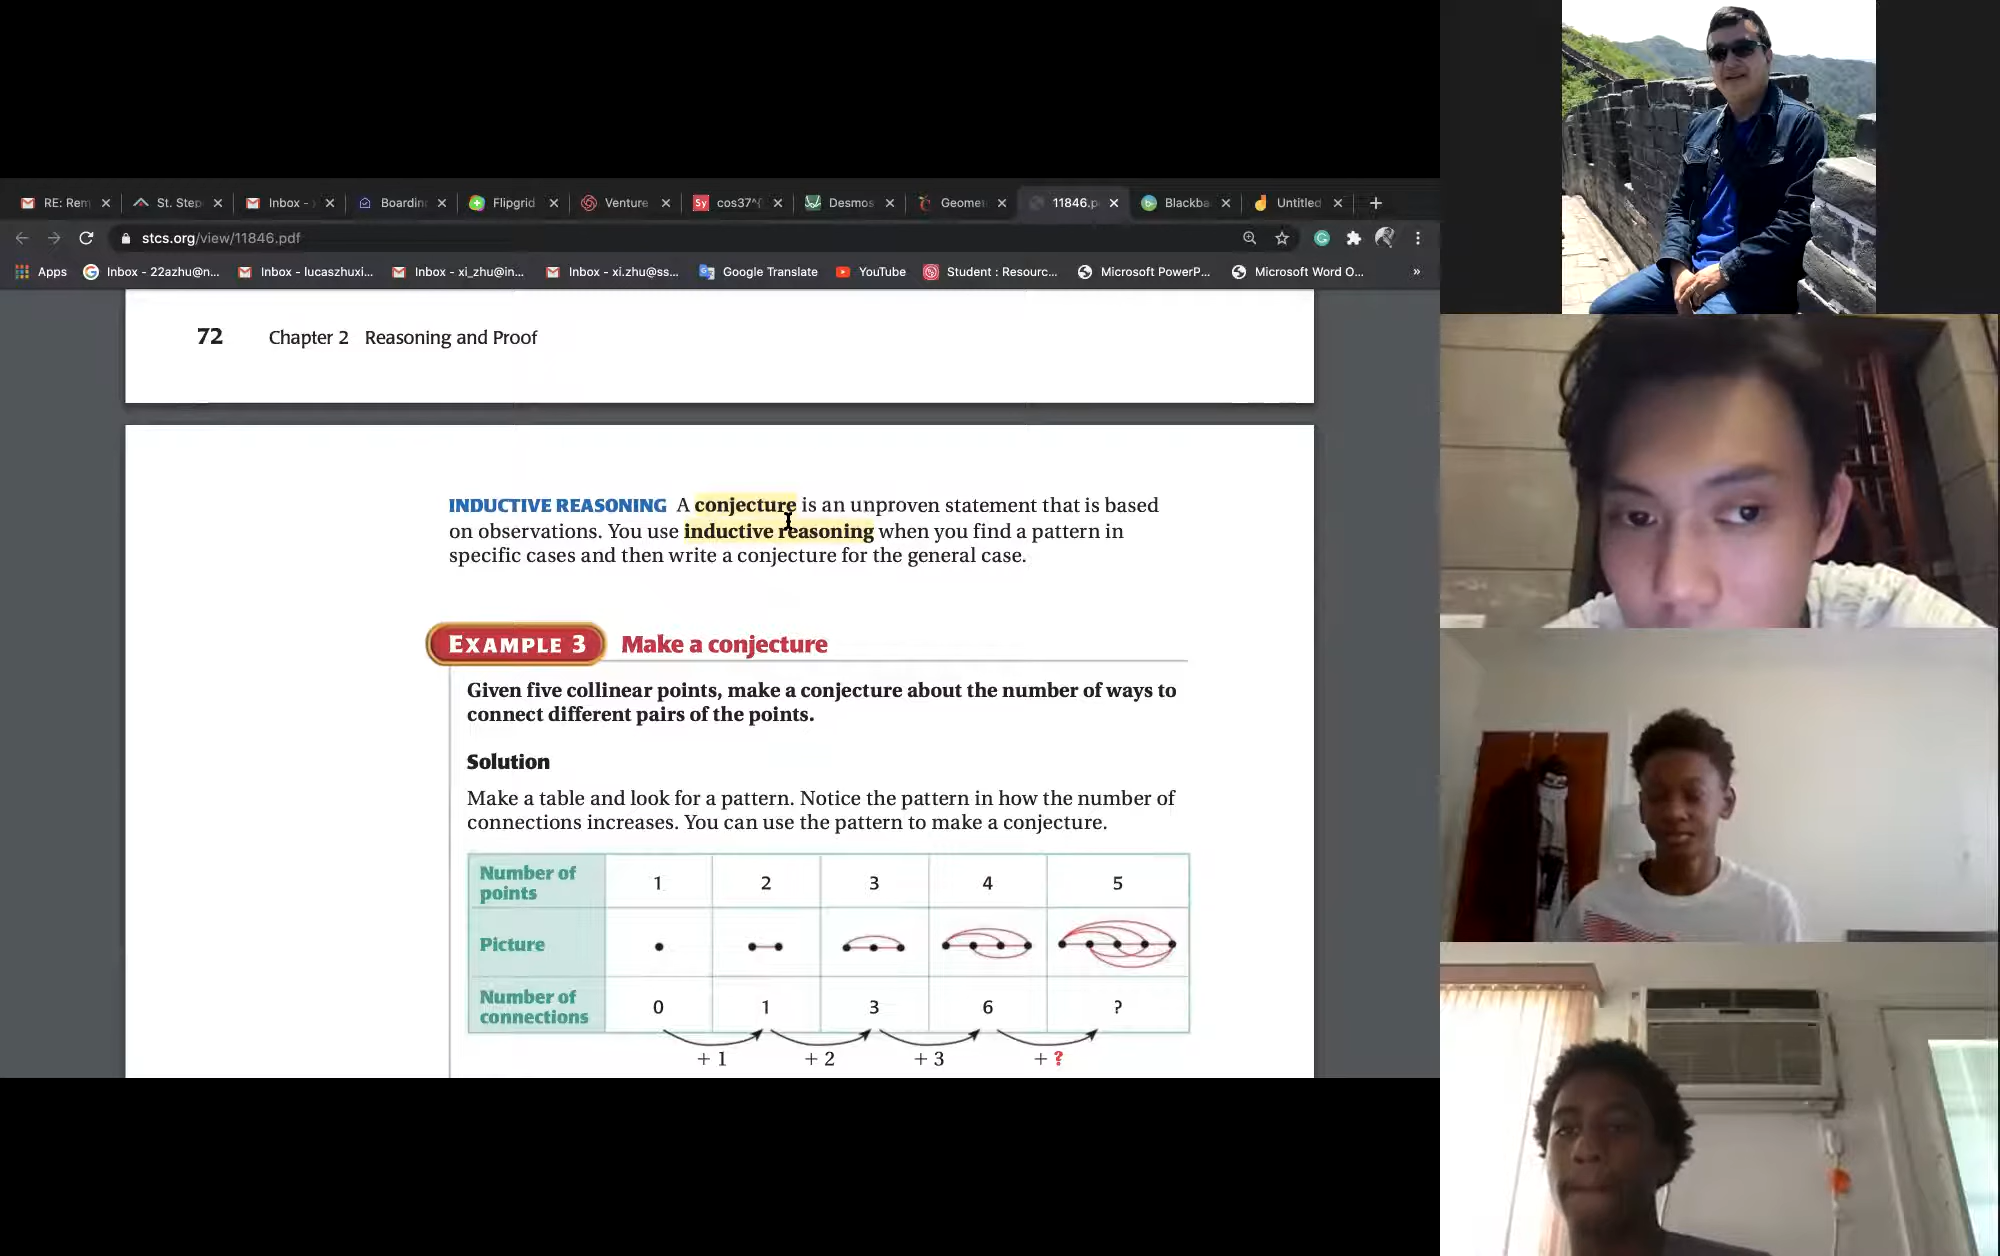 RE: Rem
St. Step
Inbox -
Boardin
Flipgrid
Venture
Sy
cos37^(
Desmos
Geomet
11846.p
Blackba
Untitled
stcs.org/view/11846.pdf
Apps
Inbox - 22azhu@n...
Inbox - lucaszhuxi...
Inbox - xi_zhu@in...
Inbox - xi.zhu@ss...
Google Translate
YouTube
Student : Resourc...
Microsoft PowerP...
Microsoft Word O...
»
72 Chapter 2 Reasoning and Proof
INDUCTIVE REASONING A conjecture is an unproven statement that is based
on observations. You use inductive reasoning when you find a pattern in
specific cases and then write a conjecture for the general case.
EXAMPLE 3 Make a conjecture
Given five collinear points, make a conjecture about the number of ways to
connect different pairs of the points.
Solution
Make a table and look for a pattern. Notice the pattern in how the number of
connections increases. You can use the pattern to make a conjecture.
Number of
points
1 2 3 4 5
Picture
Number of
connections
0 1 3 6 ?
+ 1 + 2 + 3 + ?